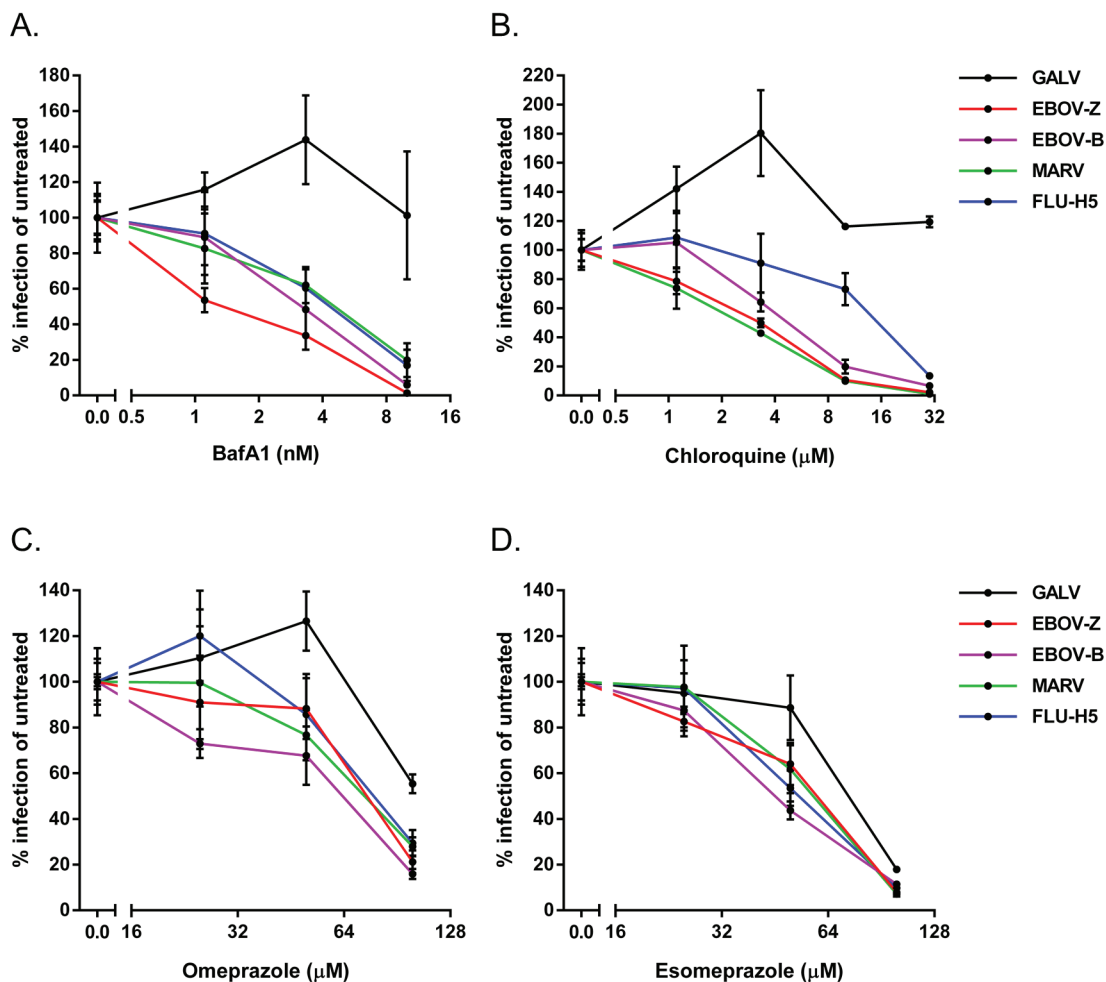 A.
% infection of untreated
180
160
140
120
100
80
60
40
20
0
0.0 0.5 1 2 4 8 16
BafA1 (nM)
B.
% infection of untreated
220
200
180
160
140
120
100
80
60
40
20
0
0.0 0.5 1 2 4 8 16 32
Chloroquine (μM)
GALV
EBOV-Z
EBOV-B
MARV
FLU-H5
C.
% infection of untreated
140
120
100
80
60
40
20
0
0.0 16 32 64 128
Omeprazole (μM)
D.
% infection of untreated
140
120
100
80
60
40
20
0
0.0 16 32 64 128
Esomeprazole (μM)
GALV
EBOV-Z
EBOV-B
MARV
FLU-H5